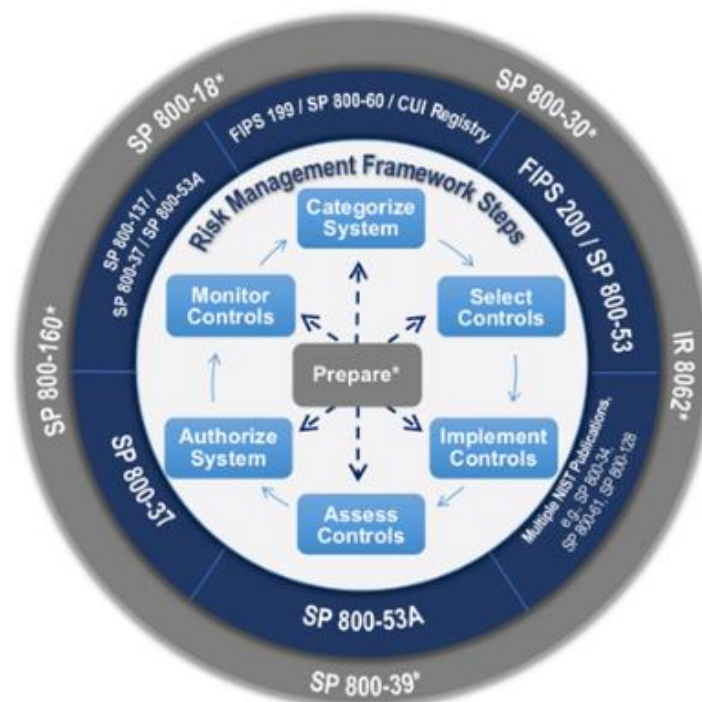 SP 800-18*
SP 800-30*
FIPS 199 / SP 800-60 / CUI Registry
FIPS 200 / SP 800-53
SP 800-137 /
SP 800-37 / SP 800-53A
Risk Management Framework Steps
Categorize
System
Monitor
Controls
Select
Controls
SP 800-160*
IR 8062*
Prepare*
Authorize
System
Implement
Controls
Assess
Controls
SP 800-37
Multiple NIST Publications,
e.g., SP 800-34,
SP 800-61, SP 800-128
SP 800-53A
SP 800-39*